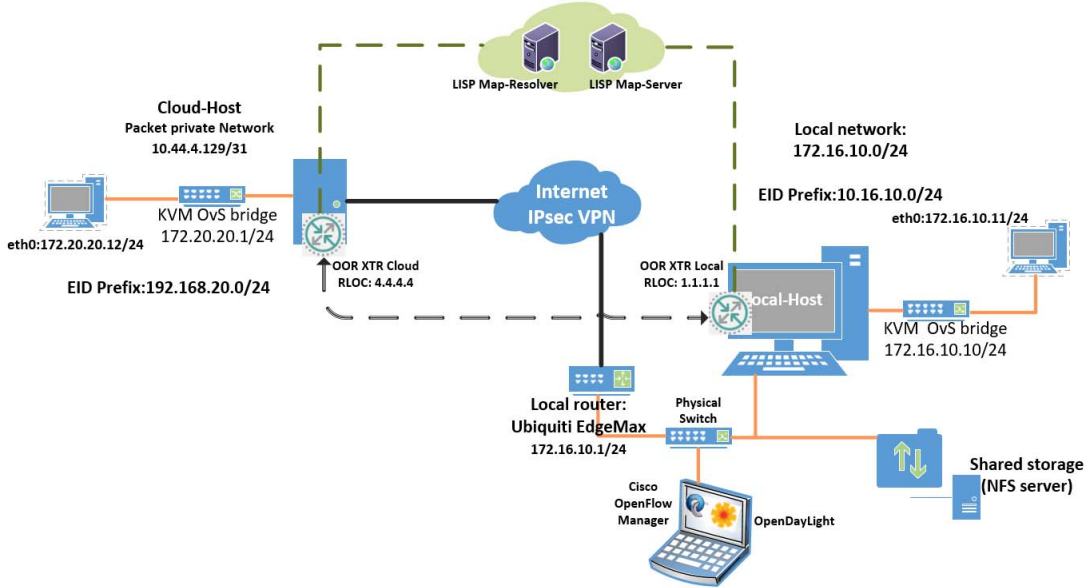 LISP Map-Resolver
LISP Map-Server
Cloud-Host
Packet private Network
10.44.4.129/31
Local network:
172.16.10.0/24
Internet
IPsec VPN
EID Prefix:10.16.10.0/24
KVM OvS bridge
172.20.20.1/24
eth0:172.20.20.12/24
eth0:172.16.10.11/24
OOR XTR Cloud
RLOC: 4.4.4.4
OOR XTR Local
RLOC: 1.1.1.1
EID Prefix:192.168.20.0/24
ocal-Host
KVM OvS bridge
172.16.10.10/24
Local router:
Ubiquiti EdgeMax
172.16.10.1/24
Physical
Switch
Shared storage
(NFS server)
Cisco
OpenFlow
Manager
OpenDayLight